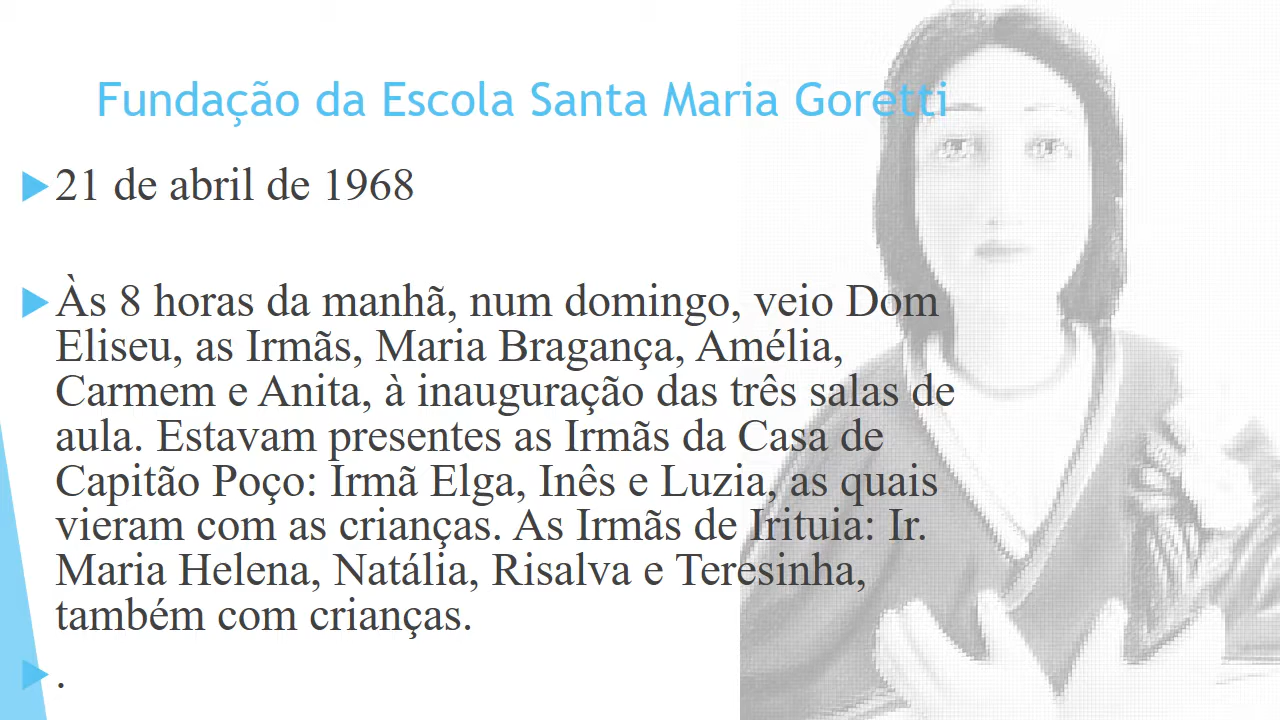 Fundação da Escola Santa Maria Goretti
21 de abril de 1968
Às 8 horas da manhã, num domingo, veio Dom
Eliseu, as Irmãs, Maria Bragança, Amélia,
Carmem e Anita, à inauguração das três salas de
aula. Estavam presentes as Irmãs da Casa de
Capitão Poço: Irmã Elga, Inês e Luzia, as quais
vieram com as crianças. As Irmãs de Irituia: Ir.
Maria Helena, Natália, Risalva e Teresinha,
também com crianças.
.